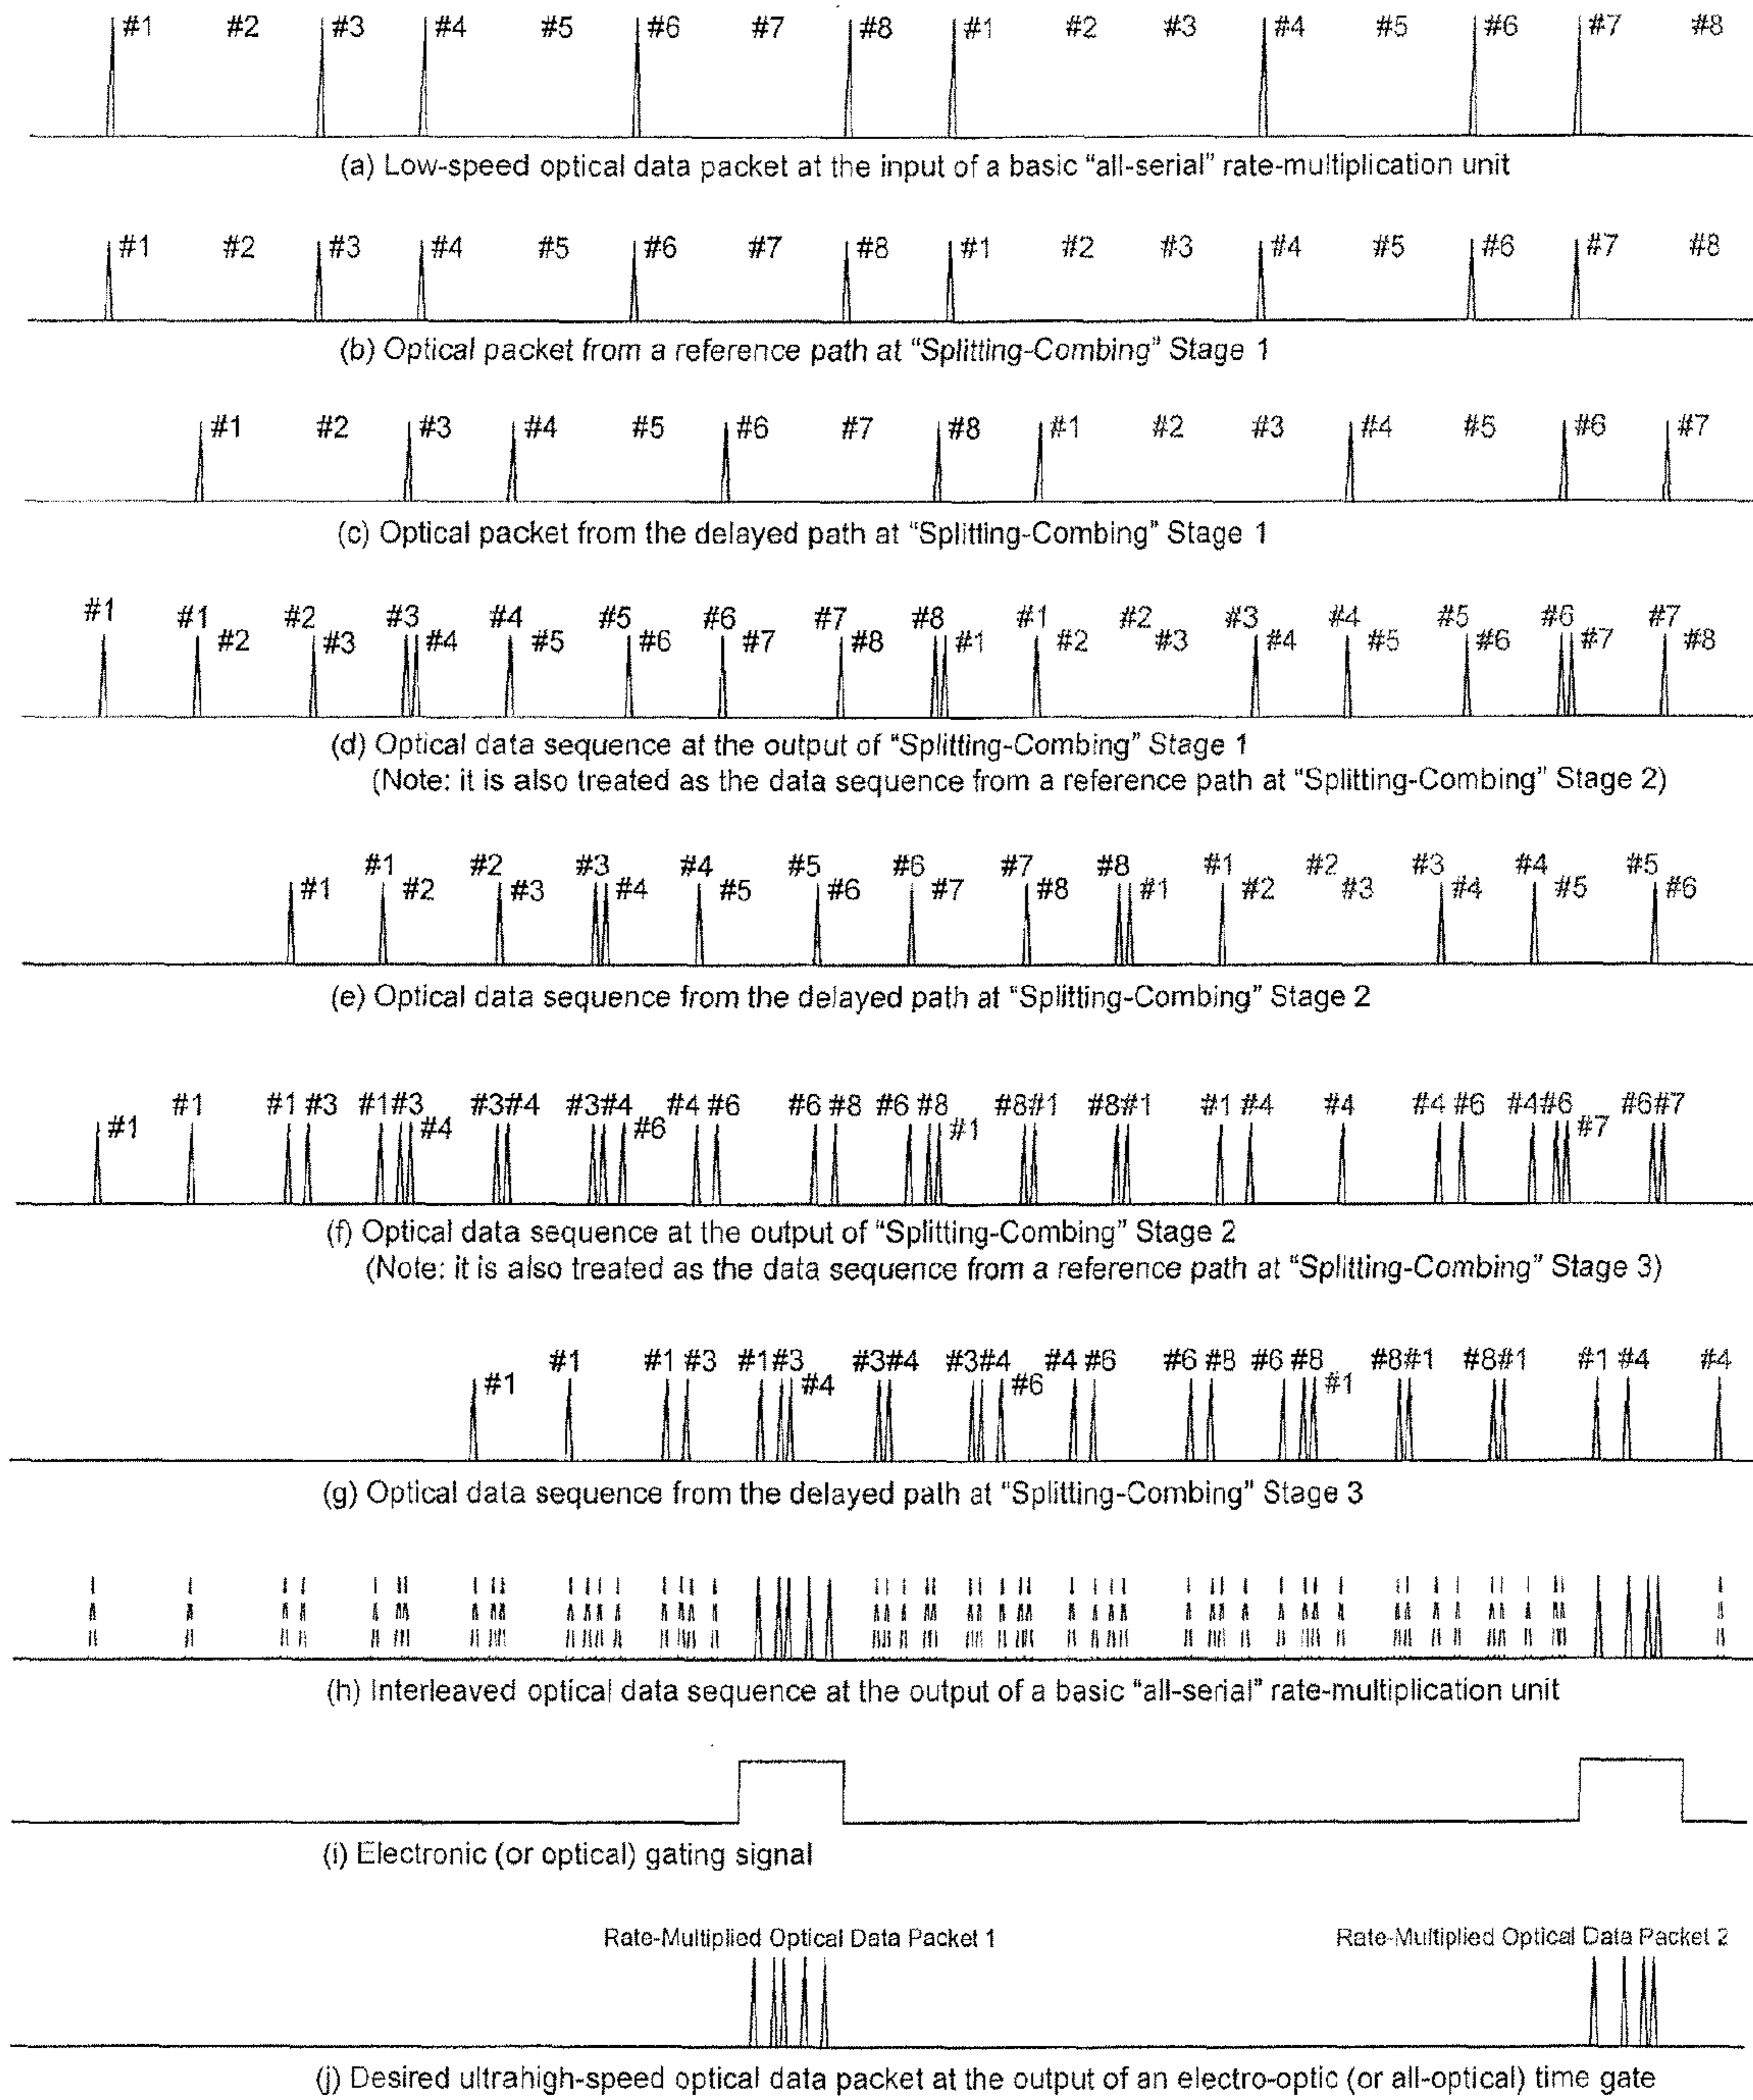 #1 #2 #3 #4 #5 #6 #7 #8 #1 #2 #3 #4 #5 #6 #7 #8
(a) Low-speed optical data packet at the input of a basic “all-serial” rate-multiplication unit
#1 #2 #3 #4 #5 #6 #7 #8 #1 #2 #3 #4 #5 #6 #7 #8
(b) Optical packet from a reference path at “Splitting-Combing” Stage 1
#1 #2 #3 #4 #5 #6 #7 #8 #1 #2 #3 #4 #5 #6 #7
(c) Optical packet from the delayed path at “Splitting-Combing” Stage 1
#1 #1 #2 #3 #4 #5 #6 #7 #8 #1 #2 #3 #4 #5 #6 #7
#2 #3 #4 #5 #6 #7 #8 #1 #2 #3 #4 #5 #6 #7 #8
(d) Optical data sequence at the output of “Splitting-Combing” Stage 1
(Note: it is also treated as the data sequence from a reference path at “Splitting-Combing” Stage 2)
#1 #2 #3 #4 #5 #6 #7 #8 #1 #2 #3 #4 #5
#1 #2 #3 #4 #5 #6 #7 #8 #1 #2 #3 #4 #5 #6
(e) Optical data sequence from the delayed path at “Splitting-Combing” Stage 2
#1 #1 #3 #1#3 #3#4 #3#4 #4 #6 #6 #8 #6 #8 #8#1 #8#1 #1 #4 #4 #4 #6 #4#6 #6#7
#1 #4 #6 #1 #7
(f) Optical data sequence at the output of “Splitting-Combing” Stage 2
(Note: it is also treated as the data sequence from a reference path at “Splitting-Combing” Stage 3)
#1 #1 #3 #1#3 #3#4 #3#4 #4 #6 #6 #8 #6 #8 #8#1 #8#1 #1 #4 #4
#1 #4 #6 #1
(g) Optical data sequence from the delayed path at “Splitting-Combing” Stage 3
(h) Interleaved optical data sequence at the output of a basic “all-serial” rate-multiplication unit
(i) Electronic (or optical) gating signal
Rate-Multiplied Optical Data Packet 1 Rate-Multiplied Optical Data Packet 2
(j) Desired ultrahigh-speed optical data packet at the output of an electro-optic (or all-optical) time gate